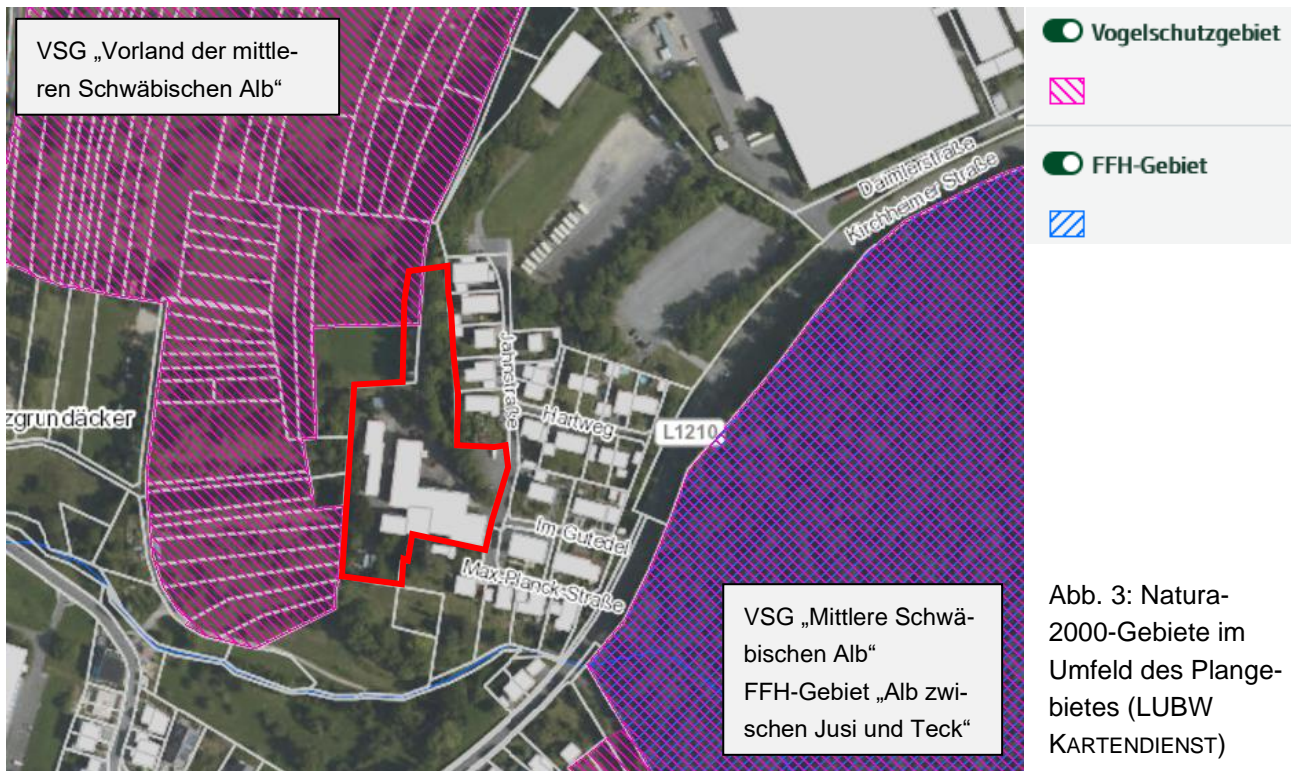 VSG „Vorland der mittle-
ren Schwäbischen Alb“
Vogelschutzgebiet
FFH-Gebiet
Daimlerstraße
Kirchheimer Straße
Jahnstraße
zgrundäcker
Hartweg
L1210
Im Gutedel
Max-Planck-Straße
VSG „Mittlere Schwä-
bischen Alb“
FFH-Gebiet „Alb zwi-
schen Jusi und Teck“
Abb. 3: Natura-
2000-Gebiete im
Umfeld des Plange-
bietes (LUBW
KARTENDIENST)